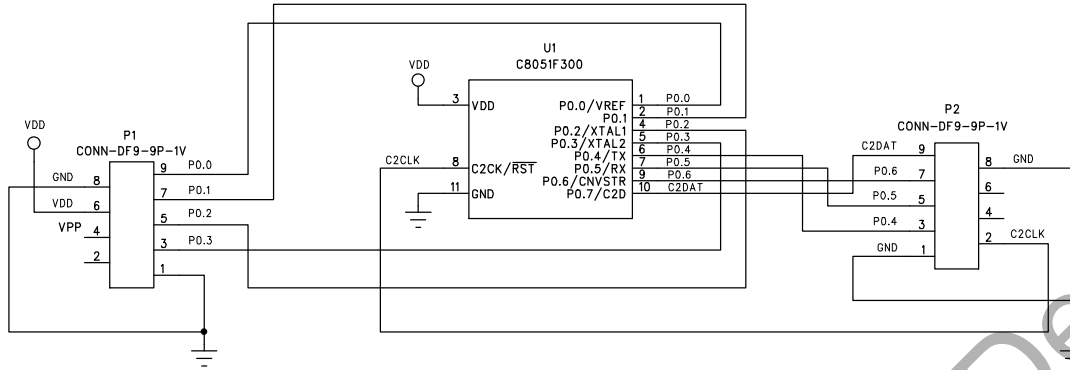 U1
C8051F300
VDD
3 VDD
P0.0/VREF 1 P0.0
P0.1 2 P0.1
P0.2/XTAL1 4 P0.2
P0.3/XTAL2 5 P0.3
P0.4/TX 6 P0.4
P0.5/RX 7 P0.5
P0.6/CNVSTR 9 P0.6
P0.7/C2D 10 C2DAT
C2CLK 8 C2CK/RST
11 GND
VDD
P1
CONN-DF9-9P-1V
9 P0.0
GND 8
7 P0.1
VDD 6
5 P0.2
VPP 4
3 P0.3
2
1
P2
CONN-DF9-9P-1V
C2DAT 9
8 GND
P0.6 7
6
P0.5 5
4
P0.4 3
2 C2CLK
GND 1